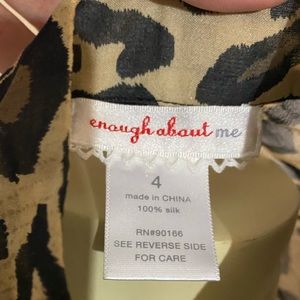 enough about me
4
made in CHINA
100% silk
RN#90166
SEE REVERSE SIDE
FOR CARE